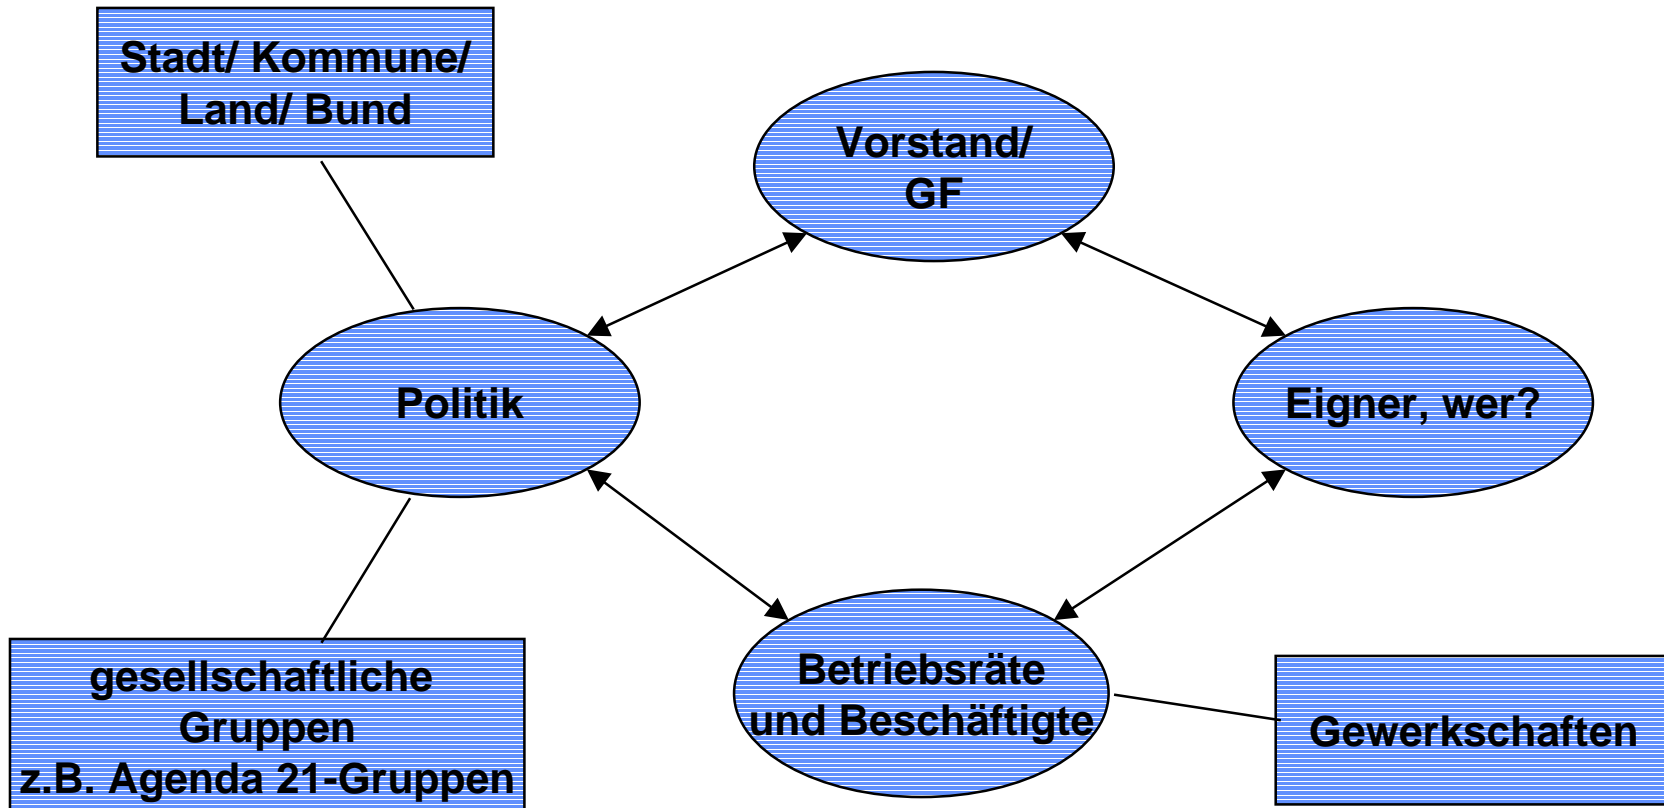 Stadt/ Kommune/
Land/ Bund
Vorstand/
GF
Politik
Eigner, wer?
gesellschaftliche
Gruppen
z.B. Agenda 21-Gruppen
Betriebsräte
und Beschäftigte
Gewerkschaften